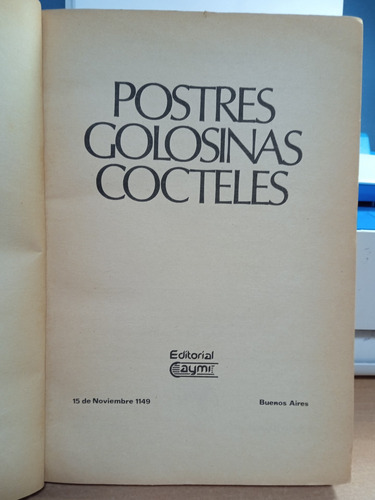 POSTRES
GOLOSINAS
COCTELES
Editorial
Caymi
15 de Noviembre 1149
Buenos Aires